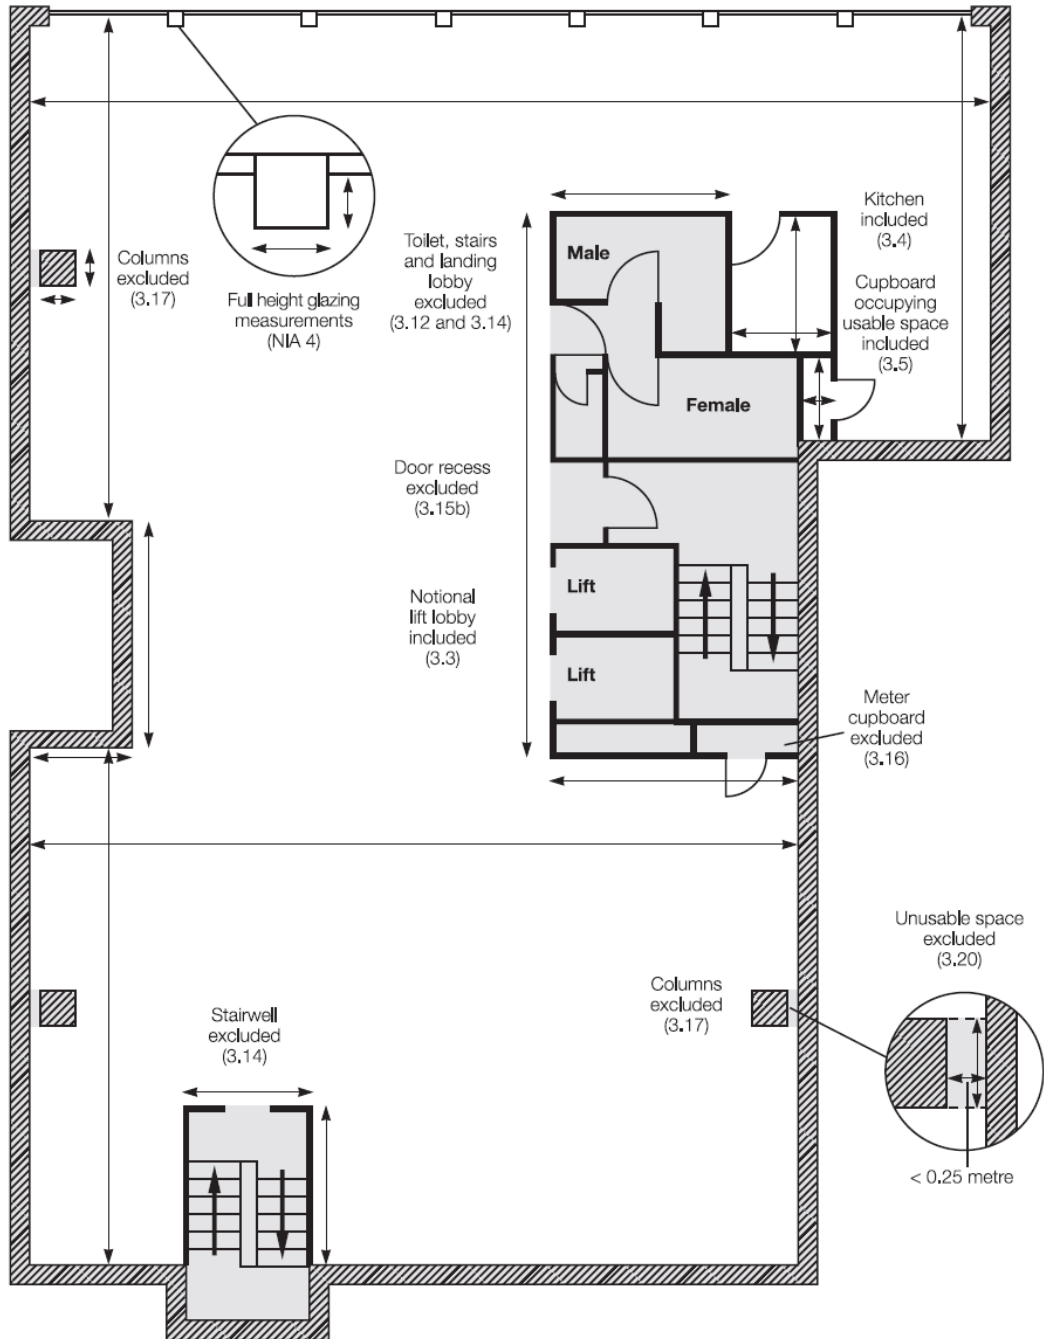 Male
Kitchen
included
(3.4)
Toilet, stairs
and landing
lobby
excluded
(3.12 and 3.14)
Columns
excluded
(3.17)
Cupboard
occupying
usable space
included
(3.5)
Full height glazing
measurements
(NIA 4)
Female
Door recess
excluded
(3.15b)
Lift
Notional
lift lobby
included
(3.3)
Lift
Meter
cupboard
excluded
(3.16)
Unusable space
excluded
(3.20)
Columns
excluded
(3.17)
Stairwell
excluded
(3.14)
< 0.25 metre